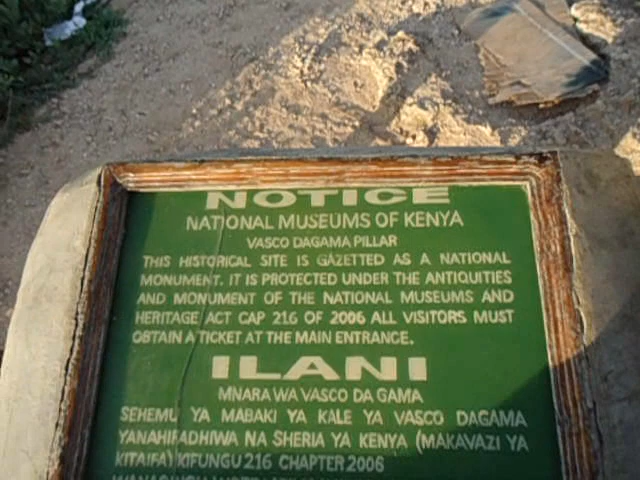 NOTICE
NATIONAL MUSEUMS OF KENYA
VASCO DAGAMA PILLAR
THIS HISTORICAL SITE IS GAZETTED AS A NATIONAL
MONUMENT. IT IS PROTECTED UNDER THE ANTIQUITIES
AND MONUMENT OF THE NATIONAL MUSEUMS AND
HERITAGE ACT CAP 216 OF 2006 ALL VISITORS MUST
OBTAIN A TICKET AT THE MAIN ENTRANCE.
ILANI
MNARA WA VASCO DA GAMA
SEHEMU YA MABAKI YA KALE YA VASCO DAGAMA
YANAHIFADHIWA NA SHERIA YA KENYA (MAKAVAZI YA
KITAIFA) KIFUNGU 216 CHAPTER 2006